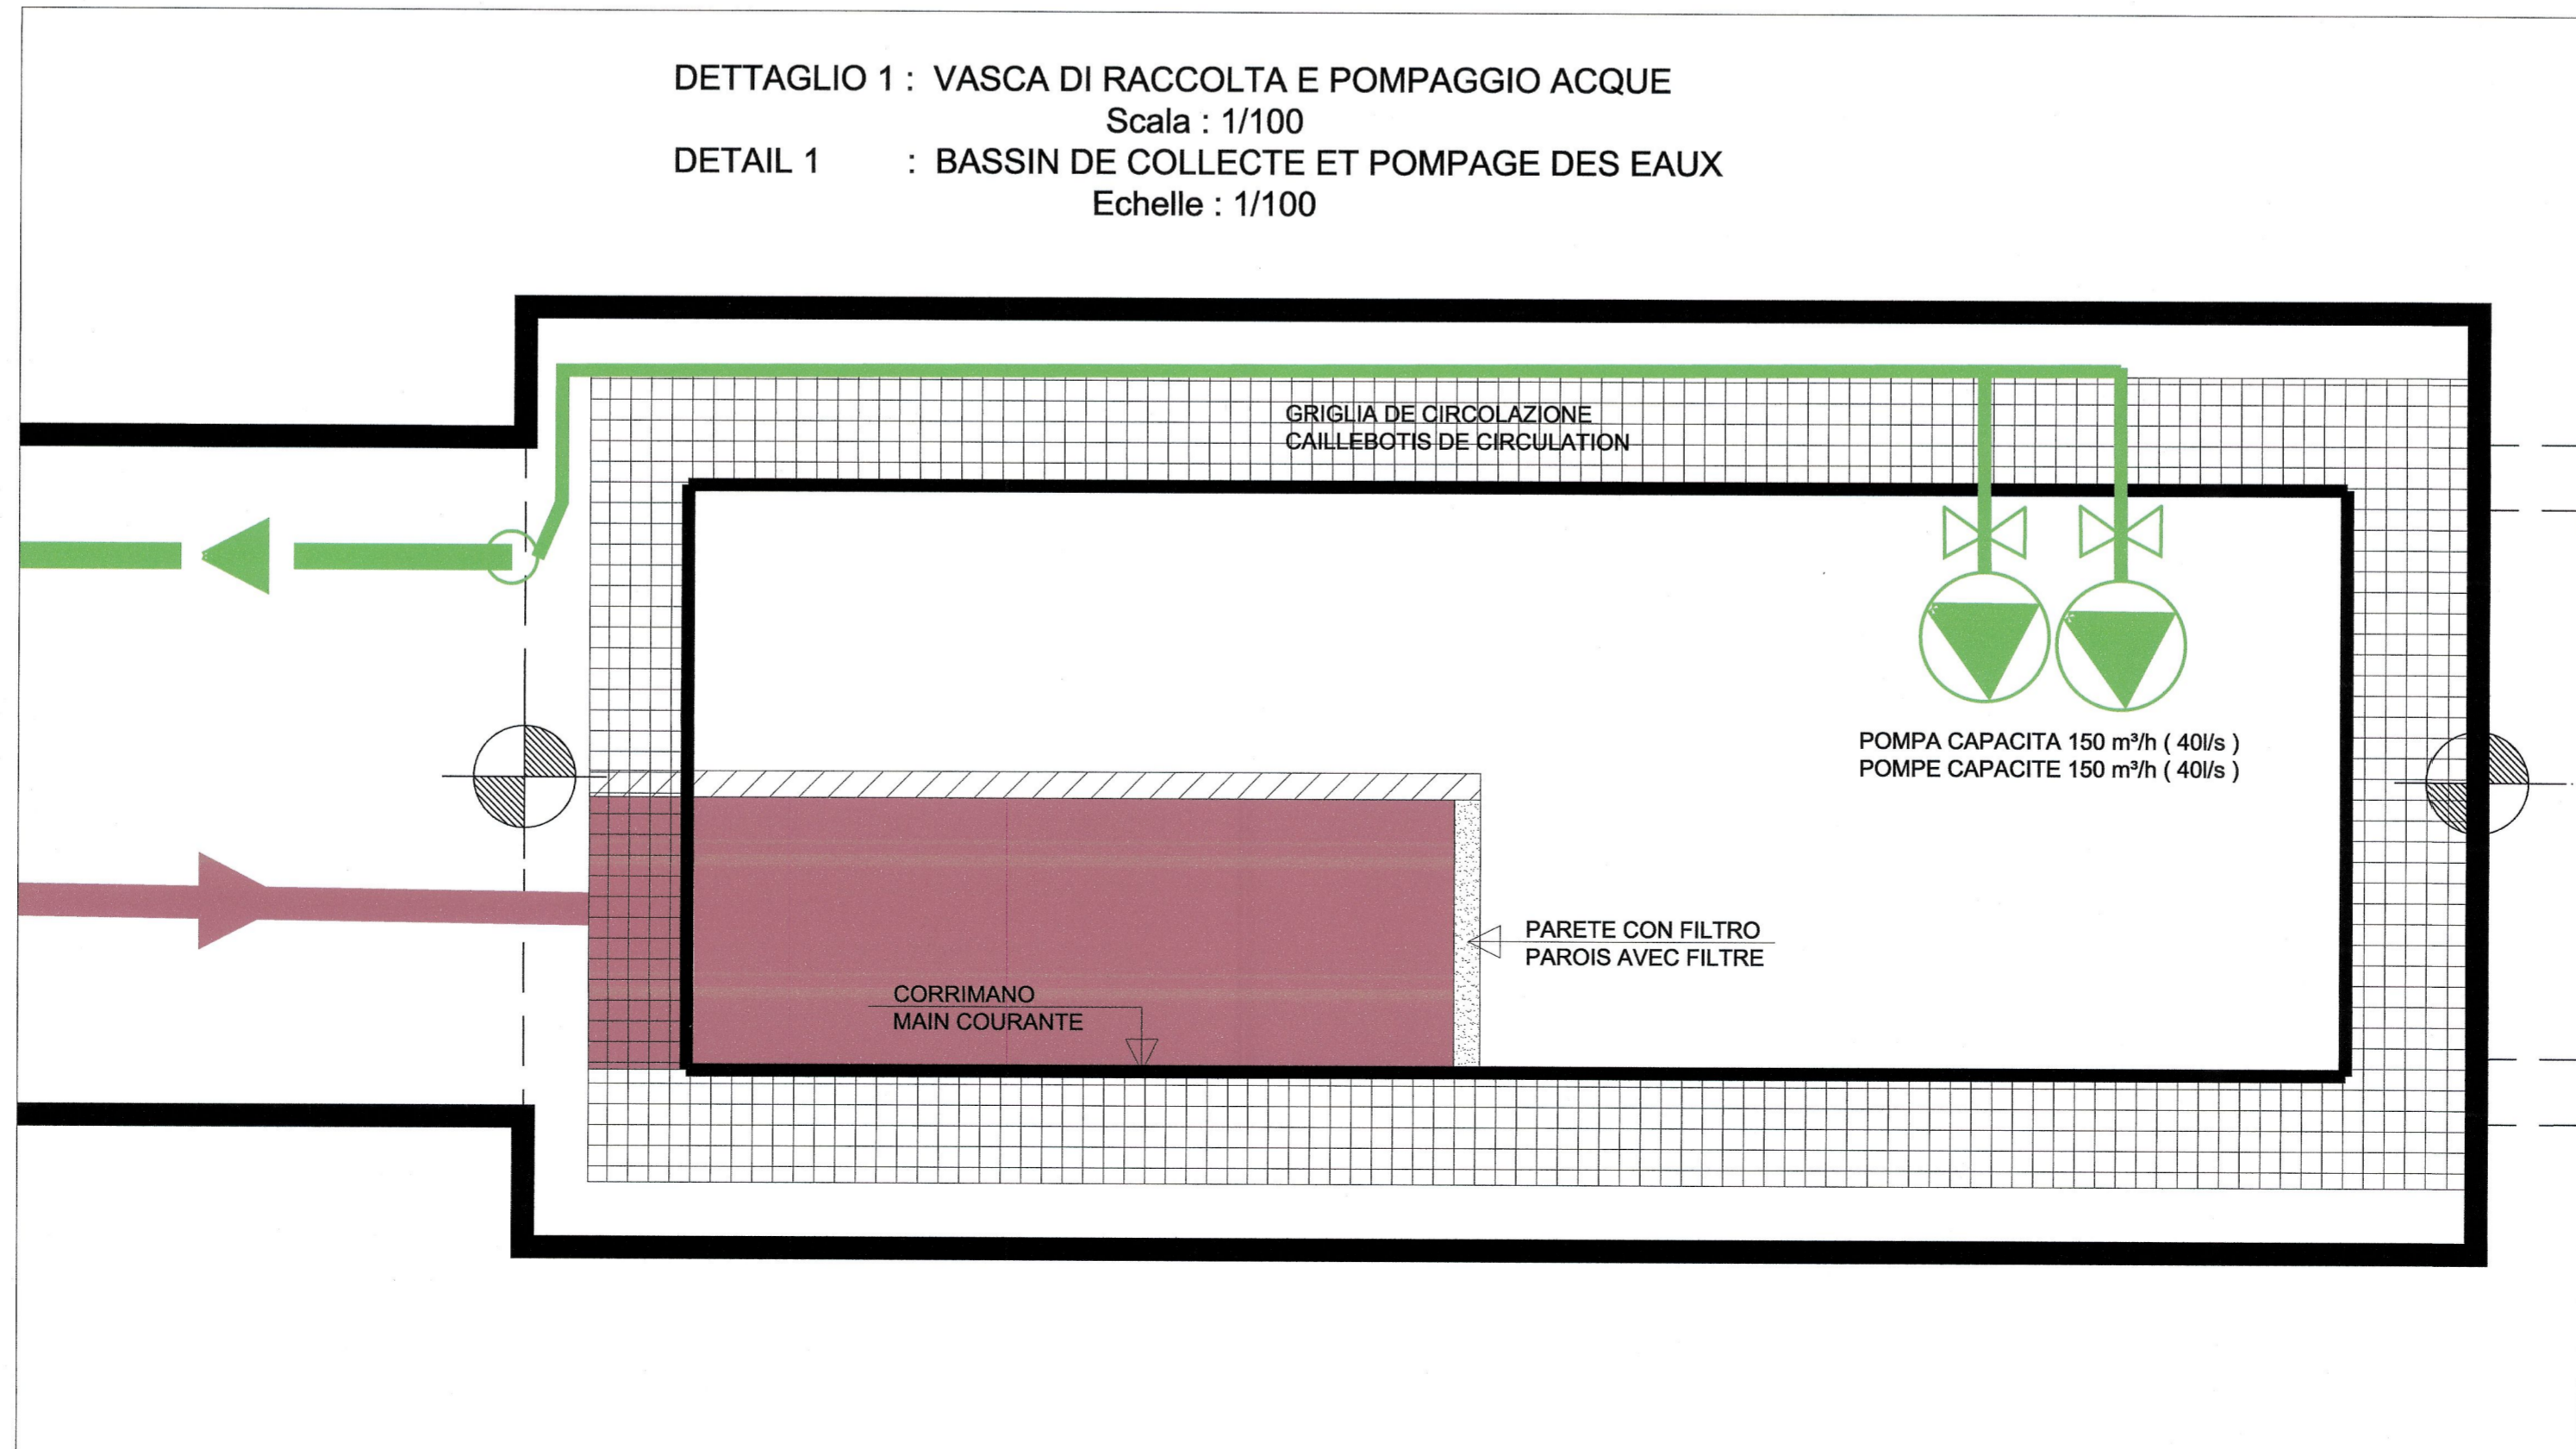 DETTAGLIO 1 : VASCA DI RACCOLTA E POMPAGGIO ACQUE
Scala : 1/100
DETAIL 1 : BASSIN DE COLLECTE ET POMPAGE DES EAUX
Echelle : 1/100
GRIGLIA DE CIRCOLAZIONE
CAILLEBOTIS DE CIRCULATION
POMPA CAPACITA 150 m³/h ( 40l/s )
POMPE CAPACITE 150 m³/h ( 40l/s )
PARETE CON FILTRO
PAROIS AVEC FILTRE
CORRIMANO
MAIN COURANTE